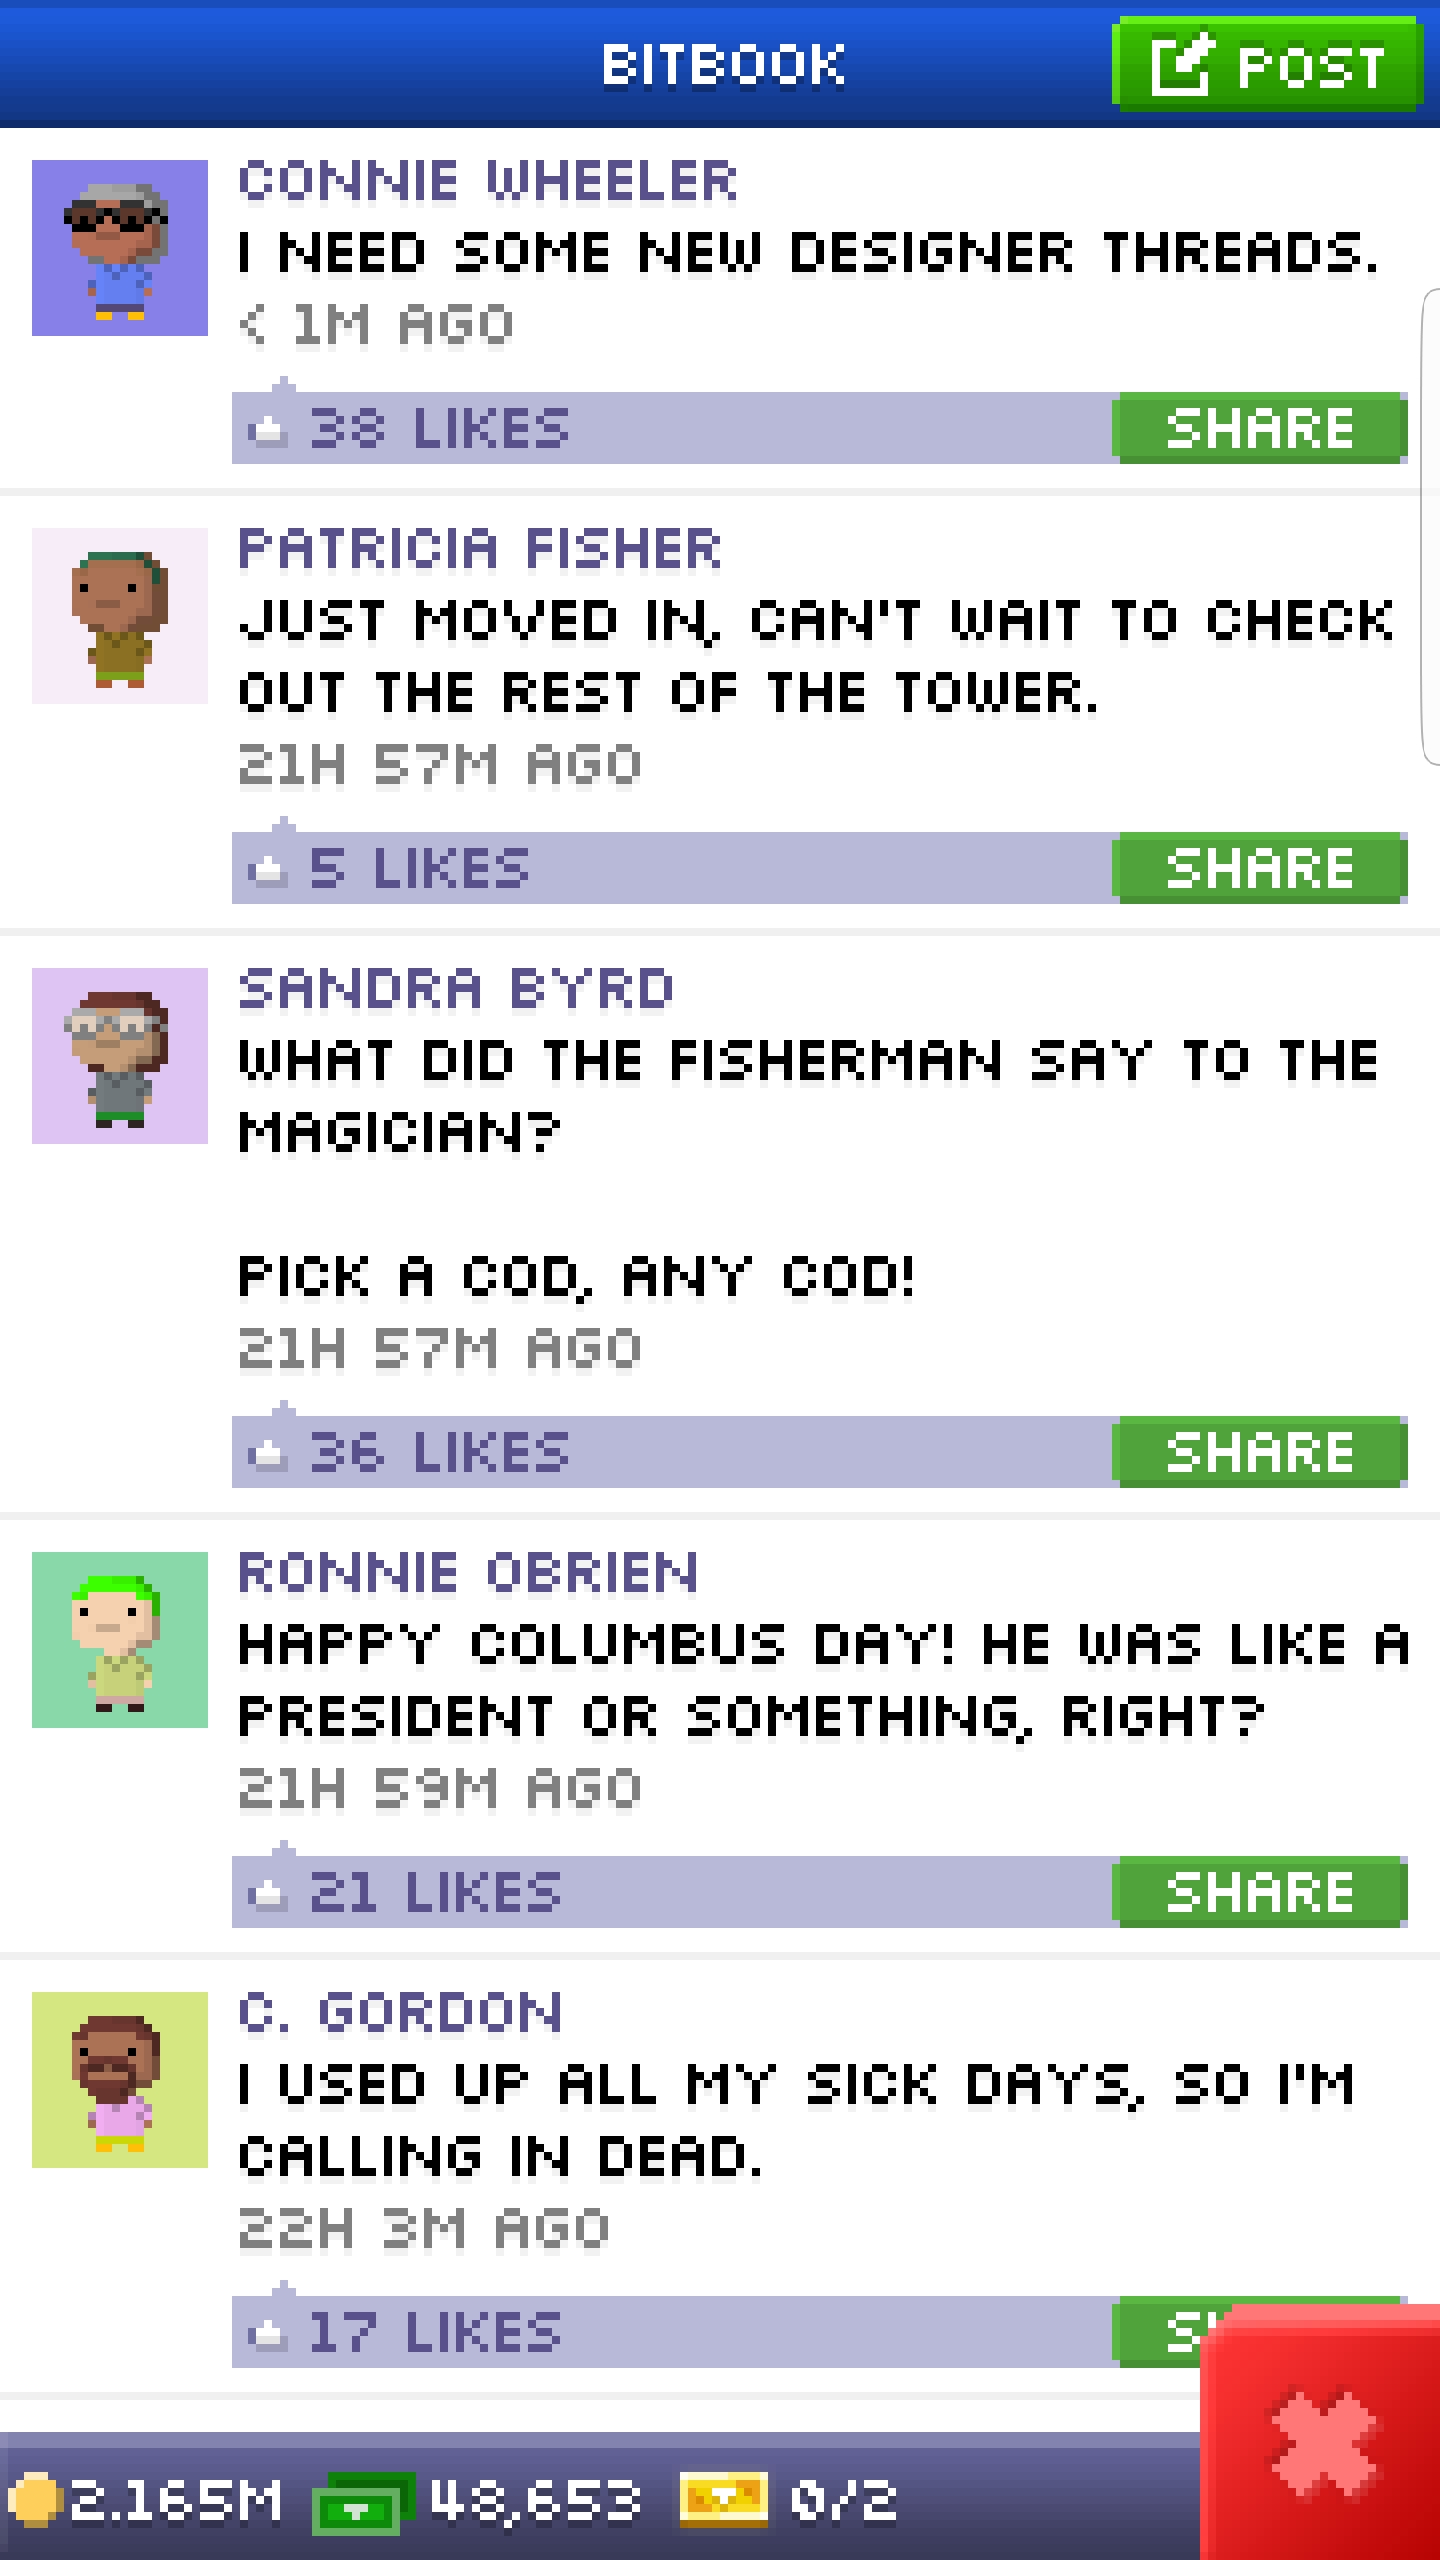 BITBOOK
POST
CONNIE WHEELER
I NEED SOME NEW DESIGNER THREADS.
< 1M AGO
38 LIKES
SHARE
PATRICIA FISHER
JUST MOVED IN, CAN'T WAIT TO CHECK
OUT THE REST OF THE TOWER.
21H 57M AGO
5 LIKES
SHARE
SANDRA BYRD
WHAT DID THE FISHERMAN SAY TO THE
MAGICIAN?
PICK A COD, ANY COD!
21H 57M AGO
36 LIKES
SHARE
RONNIE OBRIEN
HAPPY COLUMBUS DAY! HE WAS LIKE A
PRESIDENT OR SOMETHING, RIGHT?
21H 59M AGO
21 LIKES
SHARE
C. GORDON
I USED UP ALL MY SICK DAYS, SO I'M
CALLING IN DEAD.
22H 3M AGO
17 LIKES
2.165M 48,653 0/2